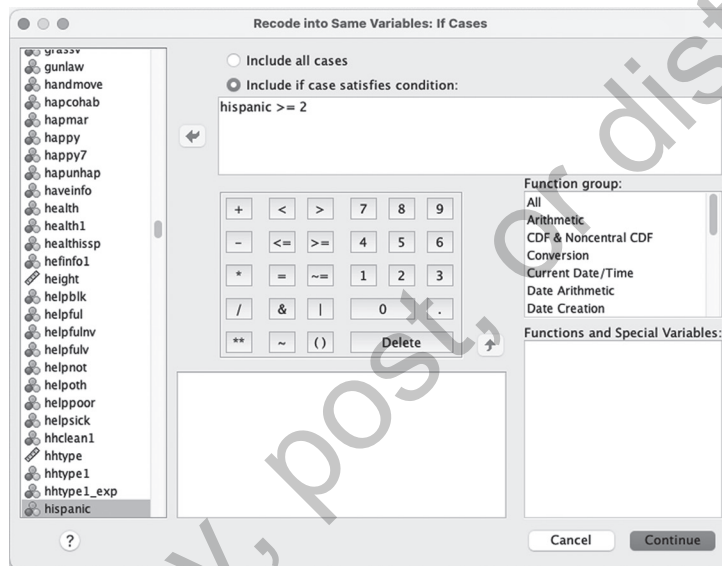 Recode into Same Variables: If Cases
grassv
gunlaw
handmove
hapcohab
hapmar
happy
happy7
hapunhap
haveinfo
health
health1
healthissp
hefinfo1
height
helpblk
helpful
helpfulnv
helpfulv
helpnot
helpoth
helppoor
helpsick
hhclean1
hhtype
hhtype1
hhtype1_exp
hispanic
Include all cases
Include if case satisfies condition:
hispanic >= 2
+ < > 7 8 9
- <= >= 4 5 6
* = ~= 1 2 3
/ & | 0 .
** ~ () Delete
Function group:
All
Arithmetic
CDF & Noncentral CDF
Conversion
Current Date/Time
Date Arithmetic
Date Creation
Functions and Special Variables:
? Cancel Continue
y, post, or dist